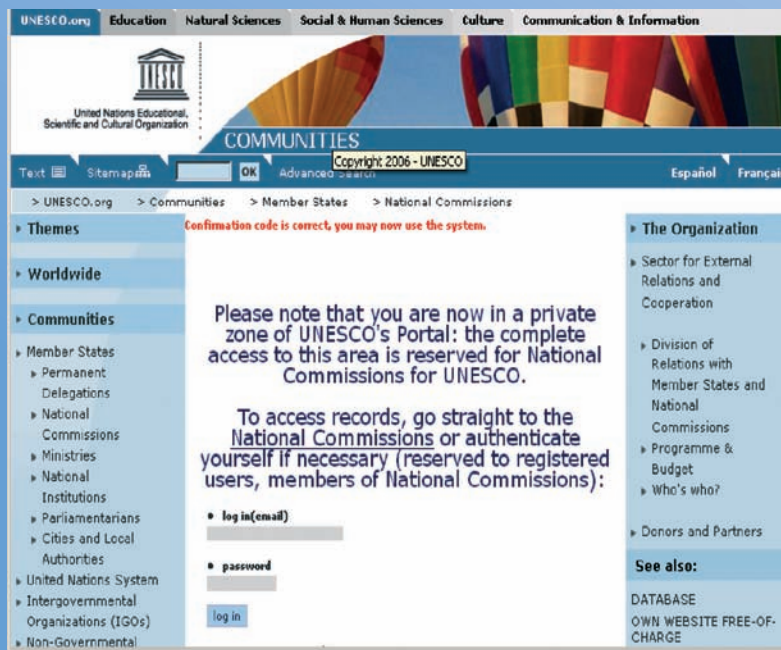 UNESCO.org Education Natural Sciences Social & Human Sciences Culture Communication & Information
UNESCO
United Nations Educational,
Scientific and Cultural Organization
COMMUNITIES
Copyright 2006 - UNESCO
Text Sitemap OK Advanced Search Español Françai
> UNESCO.org > Communities > Member States > National Commissions
Themes
Worldwide
Communities
Member States
Permanent
Delegations
National
Commissions
Ministries
National
Institutions
Parliamentarians
Cities and Local
Authorities
United Nations System
Intergovernmental
Organizations (IGOs)
Non-Governmental
Confirmation code is correct, you may now use the system.
Please note that you are now in a private
zone of UNESCO's Portal: the complete
access to this area is reserved for National
Commissions for UNESCO.
To access records, go straight to the
National Commissions or authenticate
yourself if necessary (reserved to registered
users, members of National Commissions):
• log in(email)
• password
log in
The Organization
Sector for External
Relations and
Cooperation
Division of
Relations with
Member States and
National
Commissions
Programme &
Budget
Who's who?
Donors and Partners
See also:
DATABASE
OWN WEBSITE FREE-OF-
CHARGE